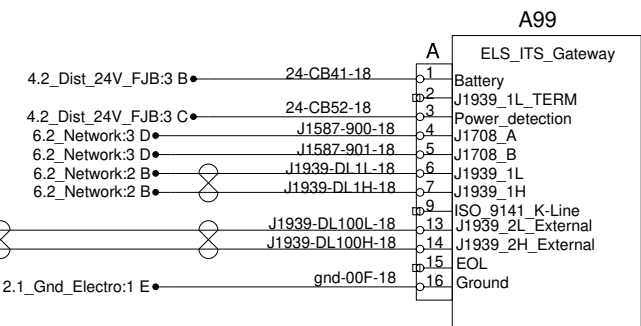 A99
A
ELS_ITS_Gateway
4.2_Dist_24V_FJB:3 B 24-CB41-18 1 Battery
2 J1939_1L_TERM
4.2_Dist_24V_FJB:3 C 24-CB52-18 3 Power_detection
6.2_Network:3 D J1587-900-18 4 J1708_A
6.2_Network:3 D J1587-901-18 5 J1708_B
6.2_Network:2 B J1939-DL1L-18 6 J1939_1L
6.2_Network:2 B J1939-DL1H-18 7 J1939_1H
9 ISO_9141_K-Line
J1939-DL100L-18 13 J1939_2L_External
J1939-DL100H-18 14 J1939_2H_External
15 EOL
2.1_Gnd_Electro:1 E gnd-00F-18 16 Ground